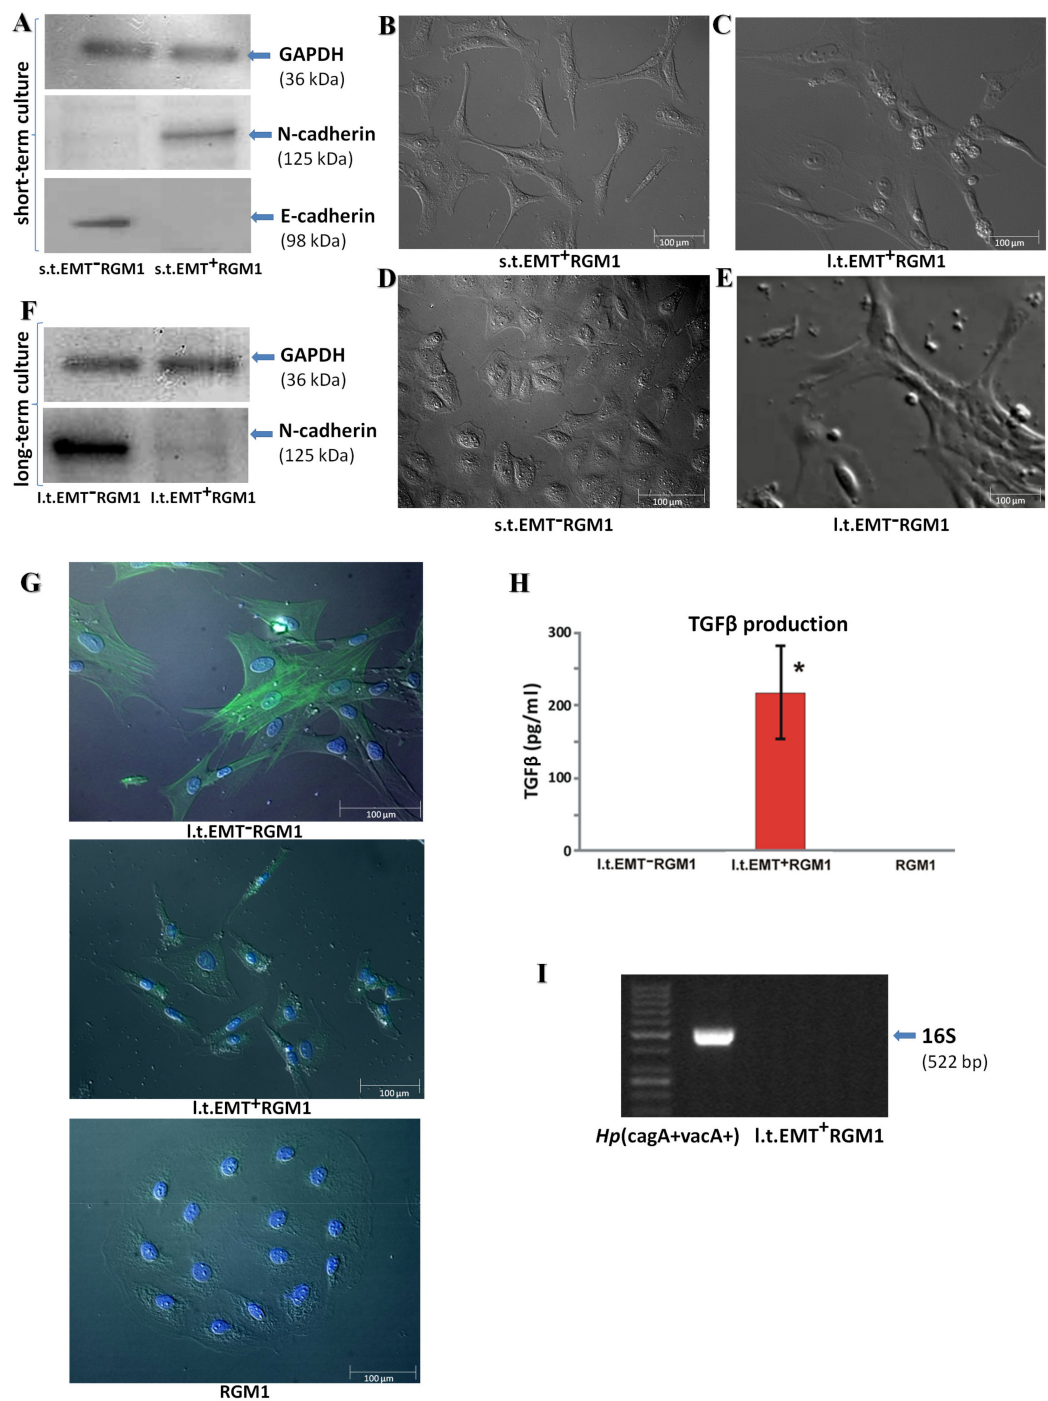 A
short-term culture
GAPDH
(36 kDa)
N-cadherin
(125 kDa)
E-cadherin
(98 kDa)
s.t.EMT⁻RGM1 s.t.EMT⁺RGM1
B
100 µm
s.t.EMT⁺RGM1
C
100 µm
l.t.EMT⁺RGM1
D
100 µm
s.t.EMT⁻RGM1
E
100 µm
l.t.EMT⁻RGM1
F
long-term culture
GAPDH
(36 kDa)
N-cadherin
(125 kDa)
l.t.EMT⁻RGM1 l.t.EMT⁺RGM1
G
100 µm
l.t.EMT⁻RGM1
100 µm
l.t.EMT⁺RGM1
100 µm
RGM1
H
TGFβ production
TGFβ (pg/ml)
300
200
100
0
*
l.t.EMT⁻RGM1 l.t.EMT⁺RGM1 RGM1
I
16S
(522 bp)
Hp(cagA+vacA+) l.t.EMT⁺RGM1